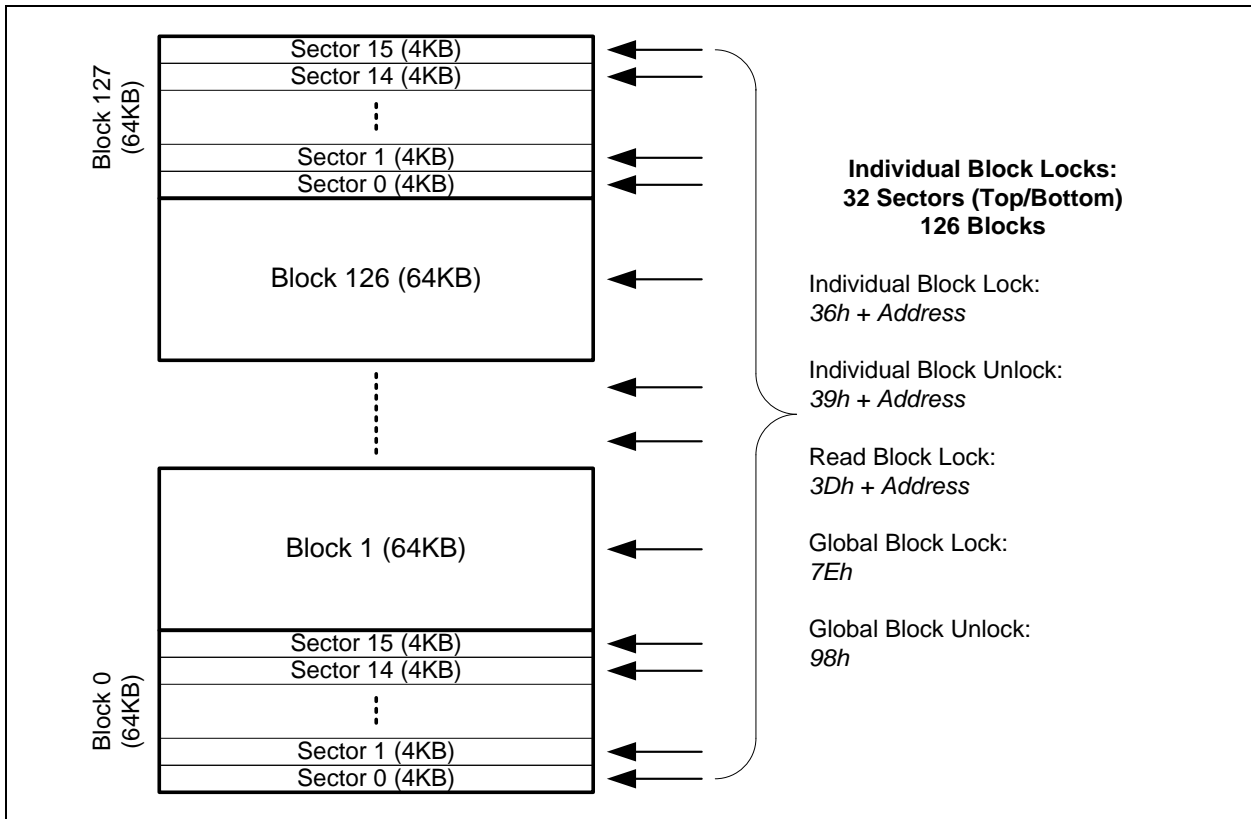 Block 127
(64KB)
Sector 15 (4KB)
Sector 14 (4KB)
Sector 1 (4KB)
Sector 0 (4KB)
Block 126 (64KB)
Block 1 (64KB)
Block 0
(64KB)
Sector 15 (4KB)
Sector 14 (4KB)
Sector 1 (4KB)
Sector 0 (4KB)
Individual Block Locks:
32 Sectors (Top/Bottom)
126 Blocks
Individual Block Lock:
36h + Address
Individual Block Unlock:
39h + Address
Read Block Lock:
3Dh + Address
Global Block Lock:
7Eh
Global Block Unlock:
98h